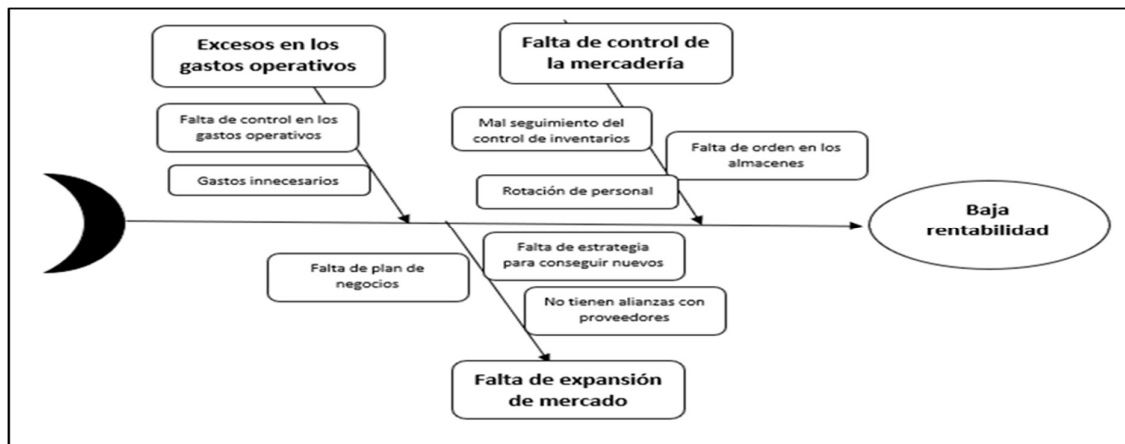 Excesos en los
gastos operativos
Falta de control en los
gastos operativos
Gastos innecesarios
Falta de control de
la mercadería
Mal seguimiento del
control de inventarios
Falta de orden en los
almacenes
Rotación de personal
Baja
rentabilidad
Falta de plan de
negocios
Falta de estrategia
para conseguir nuevos
No tienen alianzas con
proveedores
Falta de expansión
de mercado